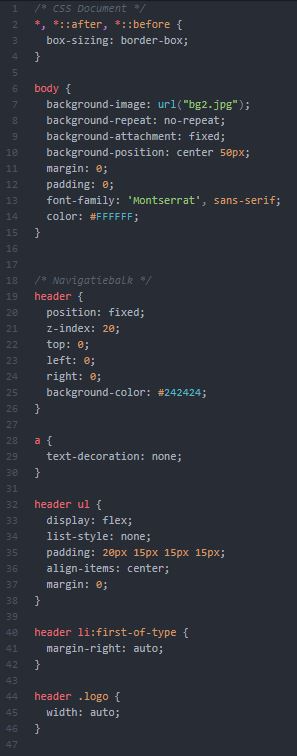 1 /* CSS Document */
2 *, *::after, *::before {
3 box-sizing: border-box;
4 }
5
6 body {
7 background-image: url("bg2.jpg");
8 background-repeat: no-repeat;
9 background-attachment: fixed;
10 background-position: center 50px;
11 margin: 0;
12 padding: 0;
13 font-family: 'Montserrat', sans-serif;
14 color: #FFFFFF;
15 }
16
17
18 /* Navigatiebalk */
19 header {
20 position: fixed;
21 z-index: 20;
22 top: 0;
23 left: 0;
24 right: 0;
25 background-color: #242424;
26 }
27
28 a {
29 text-decoration: none;
30 }
31
32 header ul {
33 display: flex;
34 list-style: none;
35 padding: 20px 15px 15px 15px;
36 align-items: center;
37 margin: 0;
38 }
39
40 header li:first-of-type {
41 margin-right: auto;
42 }
43
44 header .logo {
45 width: auto;
46 }
47